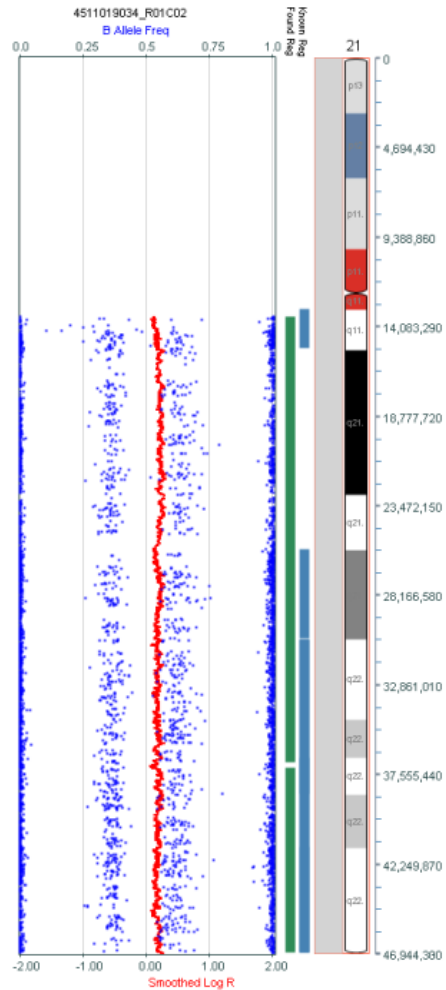 4511019034_R01C02
B Allele Freq
0.0 0.25 0.5 0.75 1.0
Known Reg
Found Reg
21
0
p13
4,694,430
p11.
9,388,860
p11.
q11.
14,083,290
q11.
18,777,720
q21.
23,472,150
q21.
28,166,580
32,861,010
q22.
q22.
37,555,440
q22.
q22.
42,249,870
q22.
46,944,300
-2.00 -1.00 0.00 1.00 2.00
Smoothed Log R